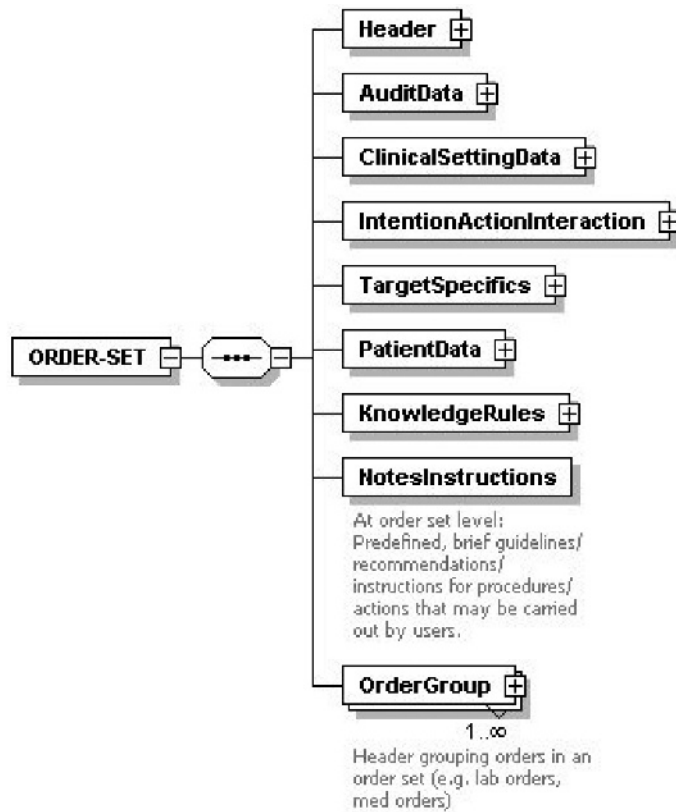 Header
AuditData
ClinicalSettingData
IntentionActionInteraction
TargetSpecifics
ORDER-SET
PatientData
KnowledgeRules
NotesInstructions
At order set level:
Predefined, brief guidelines/
recommendations/
instructions for procedures/
actions that may be carried
out by users.
OrderGroup
1..∞
Header grouping orders in an
order set (e.g. lab orders,
med orders)